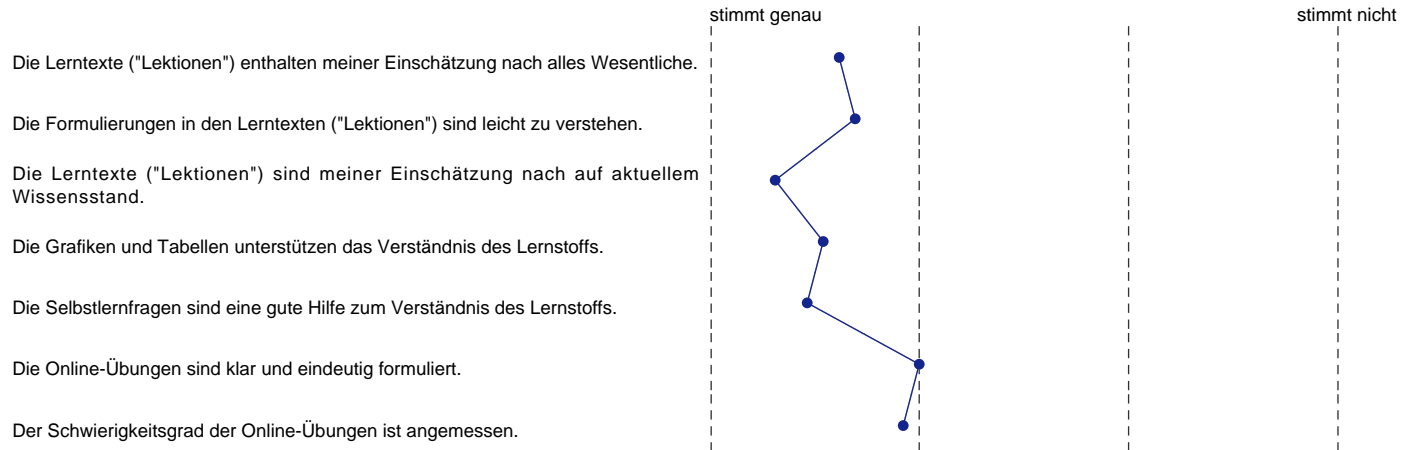 stimmt genau
stimmt nicht
Die Lerntexte ("Lektionen") enthalten meiner Einschätzung nach alles Wesentliche.
Die Formulierungen in den Lerntexten ("Lektionen") sind leicht zu verstehen.
Die Lerntexte ("Lektionen") sind meiner Einschätzung nach auf aktuellem
Wissensstand.
Die Grafiken und Tabellen unterstützen das Verständnis des Lernstoffs.
Die Selbstlernfragen sind eine gute Hilfe zum Verständnis des Lernstoffs.
Die Online-Übungen sind klar und eindeutig formuliert.
Der Schwierigkeitsgrad der Online-Übungen ist angemessen.